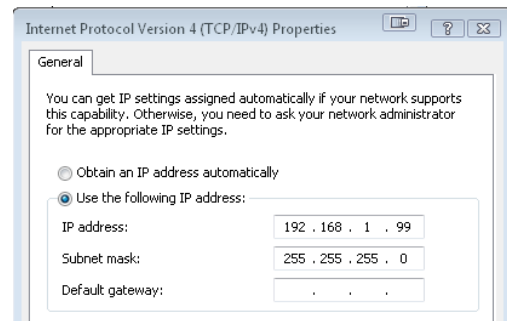 Internet Protocol Version 4 (TCP/IPv4) Properties
General
You can get IP settings assigned automatically if your network supports
this capability. Otherwise, you need to ask your network administrator
for the appropriate IP settings.
Obtain an IP address automatically
Use the following IP address:
IP address: 192 . 168 . 1 . 99
Subnet mask: 255 . 255 . 255 . 0
Default gateway: . . .